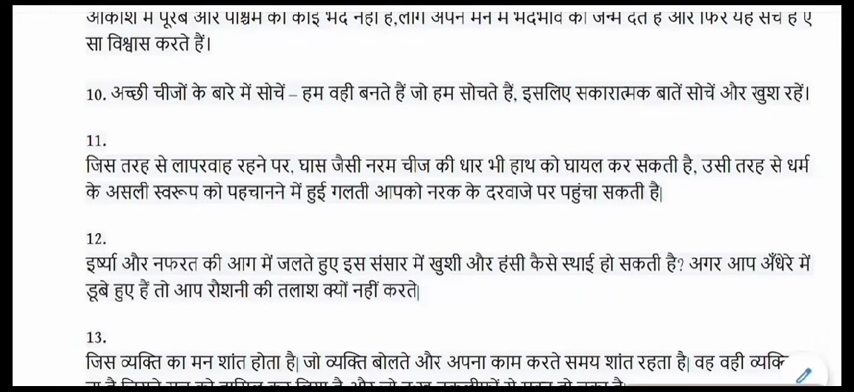 आकाश में पूरब और पश्चिम का कोई भेद नहीं है,लोग अपने मन में भेदभाव को जन्म देते हैं और फिर यह सच है ऐ
सा विश्वास करते हैं।
10. अच्छी चीजों के बारे में सोचें – हम वही बनते हैं जो हम सोचते हैं, इसलिए सकारात्मक बातें सोचें और खुश रहें।
11.
जिस तरह से लापरवाह रहने पर, घास जैसी नरम चीज की धार भी हाथ को घायल कर सकती है, उसी तरह से धर्म
के असली स्वरूप को पहचानने में हुई गलती आपको नरक के दरवाजे पर पहुंचा सकती है|
12.
इर्ष्या और नफरत की आग में जलते हुए इस संसार में खुशी और हंसी कैसे स्थाई हो सकती है? अगर आप अँधेरे में
डूबे हुए हैं तो आप रौशनी की तलाश क्यों नहीं करते|
13.
जिस व्यक्ति का मन शांत होता है| जो व्यक्ति बोलते और अपना काम करते समय शांत रहता है| वह वही व्यक्ति